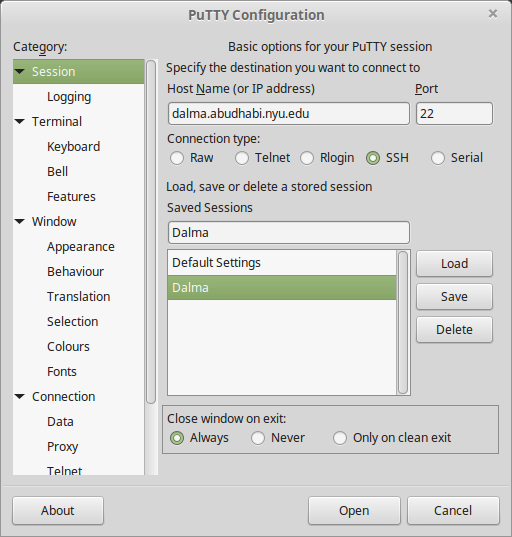 PuTTY Configuration
Category:
Session
Logging
Terminal
Keyboard
Bell
Features
Window
Appearance
Behaviour
Translation
Selection
Colours
Fonts
Connection
Data
Proxy
Telnet
Basic options for your PuTTY session
Specify the destination you want to connect to
Host Name (or IP address) Port
dalma.abudhabi.nyu.edu 22
Connection type:
Raw Telnet Rlogin SSH Serial
Load, save or delete a stored session
Saved Sessions
Dalma
Default Settings Load
Dalma Save
Delete
Close window on exit:
Always Never Only on clean exit
About Open Cancel